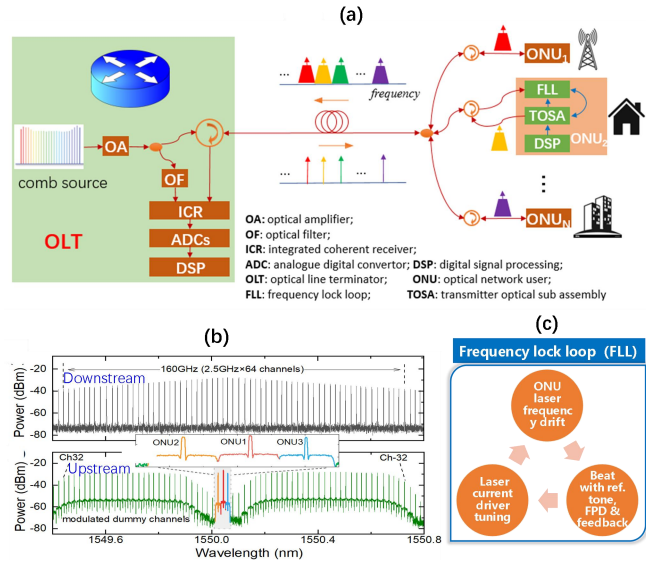 (a)
comb source
OA
OF
ICR
ADCs
DSP
OLT
...
...
frequency
...
...
ONU1
FLL
TOSA
DSP
ONU2
...
ONUN
OA: optical amplifier;
OF: optical filter;
ICR: integrated coherent receiver;
ADC: analogue digital convertor; DSP: digital signal processing;
OLT: optical line terminator; ONU: optical network user;
FLL: frequency lock loop; TOSA: transmitter optical sub assembly
(b)
Power (dBm)
-20
-40
-60
-80
Downstream
160GHz (2.5GHz×64 channels)
ONU2
ONU1
ONU3
Power (dBm)
-20
-40
-60
-80
Ch32
Upstream
Ch-32
modulated dummy channels
1549.6
1550.0
1550.4
1550.8
Wavelength (nm)
(c)
Frequency lock loop (FLL)
ONU
laser
frequenc
y drift
Beat
with ref.
tone,
FPD &
feedback
Laser
current
driver
tuning